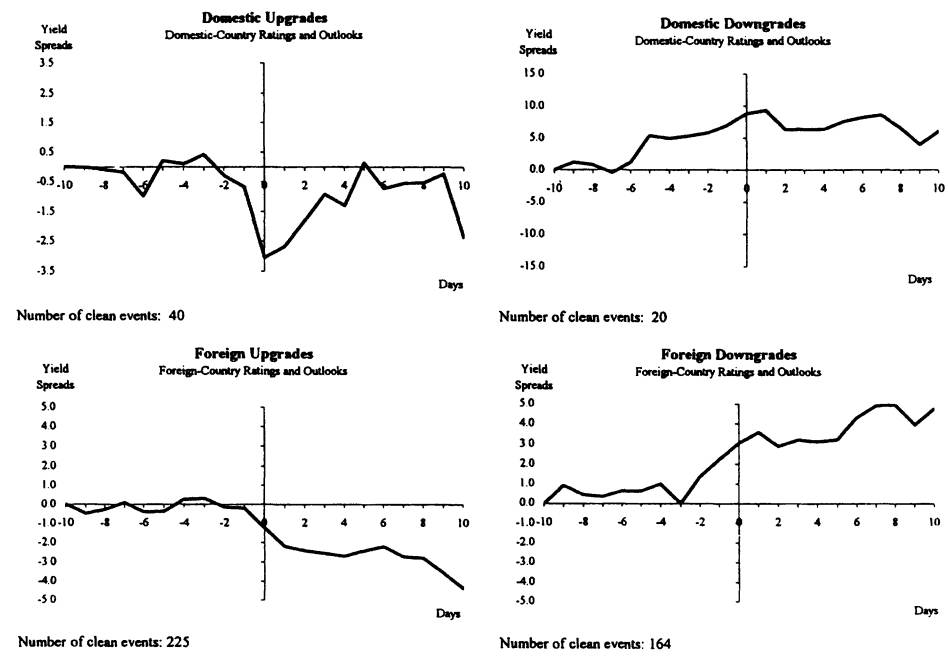 Domestic Upgrades
Domestic-Country Ratings and Outlooks
Yield
Spreads
3.5
2.5
1.5
0.5
-0.5
-1.5
-2.5
-3.5
-10 -8 -6 -4 -2 0 2 4 6 8 10
Days
Number of clean events: 40
Domestic Downgrades
Domestic-Country Ratings and Outlooks
Yield
Spreads
15.0
10.0
5.0
0.0
-5.0
-10.0
-15.0
-10 -8 -6 -4 -2 0 2 4 6 8 10
Days
Number of clean events: 20
Foreign Upgrades
Foreign-Country Ratings and Outlooks
Yield
Spreads
5.0
4.0
3.0
2.0
1.0
0.0
-1.0
-2.0
-3.0
-4.0
-5.0
-10 -8 -6 -4 -2 0 2 4 6 8 10
Days
Number of clean events: 225
Foreign Downgrades
Foreign-Country Ratings and Outlooks
Yield
Spreads
5.0
4.0
3.0
2.0
1.0
0.0
-1.0
-2.0
-3.0
-4.0
-5.0
-10 -8 -6 -4 -2 0 2 4 6 8 10
Days
Number of clean events: 164